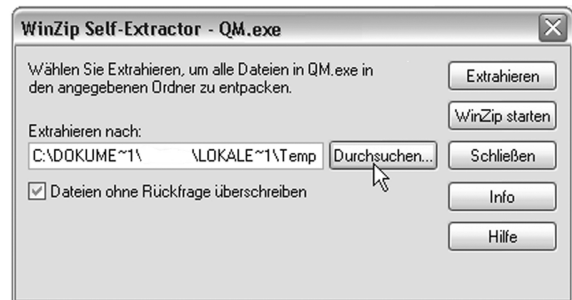 WinZip Self-Extractor - QM.exe
Wählen Sie Extrahieren, um alle Dateien in QM.exe in
den angegebenen Ordner zu entpacken.
Extrahieren nach:
C:\DOKUME~1\ \LOKALE~1\Temp
Durchsuchen...
Dateien ohne Rückfrage überschreiben
Extrahieren
WinZip starten
Schließen
Info
Hilfe